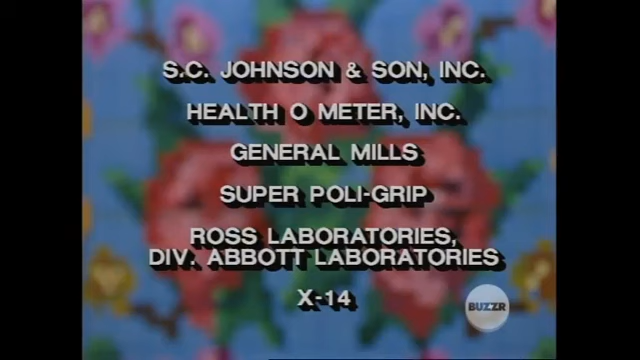 S.C. JOHNSON & SON, INC.
HEALTH O METER, INC.
GENERAL MILLS
SUPER POLI-GRIP
ROSS LABORATORIES,
DIV. ABBOTT LABORATORIES
X-14
BUZZR